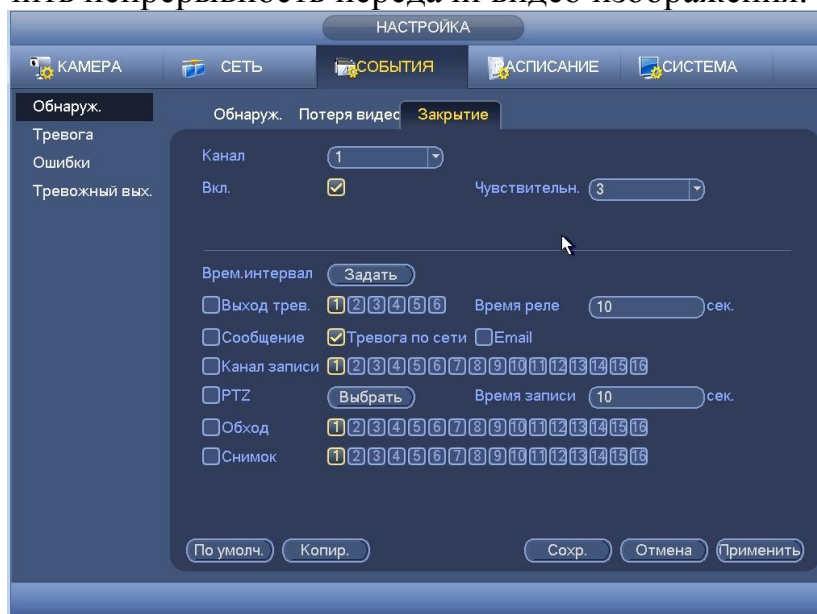 нить непрерывность передачи видео изображения.
НАСТРОЙКА
КАМЕРА СЕТЬ СОБЫТИЯ РАСПИСАНИЕ СИСТЕМА
Обнаруж.
Тревога
Ошибки
Тревожный вых.
Обнаруж. Потеря видео Закрытие
Канал 1
Вкл. Чувствительн. 3
Врем.интервал Задать
Выход трев. 1 2 3 4 5 6 Время реле 10 сек.
Сообщение Тревога по сети Email
Канал записи 1 2 3 4 5 6 7 8 9 10 11 12 13 14 15 16
PTZ Выбрать Время записи 10 сек.
Обход 1 2 3 4 5 6 7 8 9 10 11 12 13 14 15 16
Снимок 1 2 3 4 5 6 7 8 9 10 11 12 13 14 15 16
По умолч. Копир. Сохр. Отмена Применить